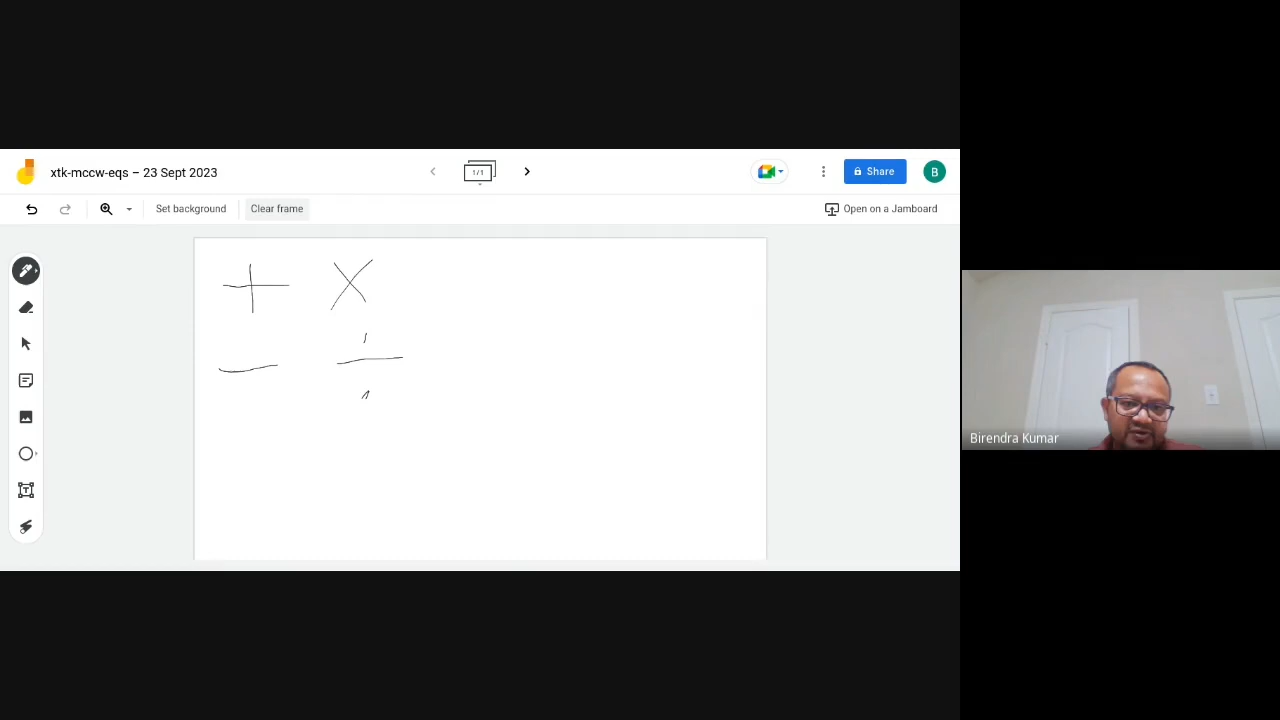 xtk-mccw-eqs – 23 Sept 2023
1/1
Share
B
Set background
Clear frame
Open on a Jamboard
+ X
− ÷
Birendra Kumar